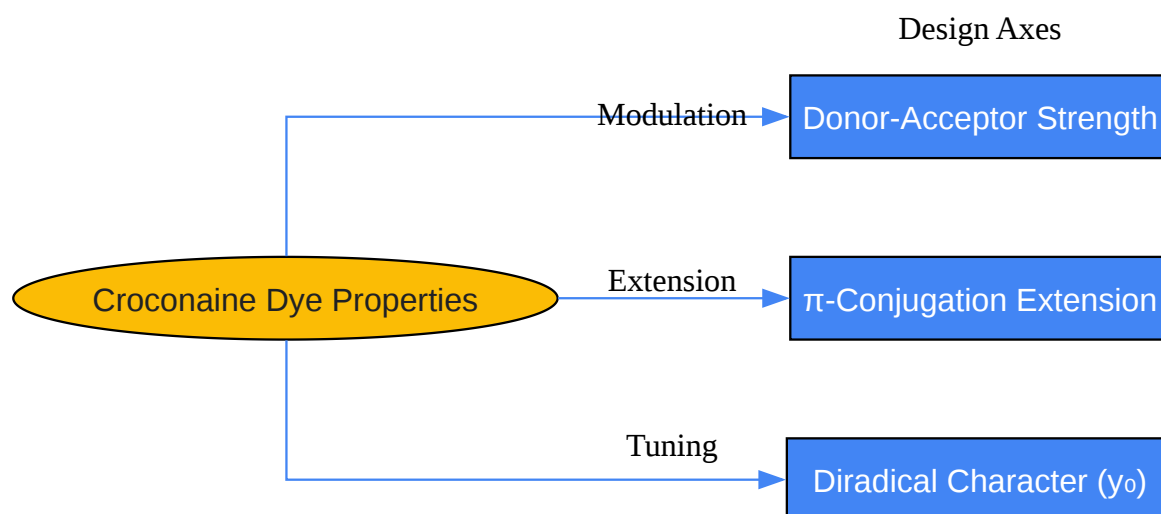 Design Axes
Modulation
Donor-Acceptor Strength
Croconaine Dye Properties
Extension
π-Conjugation Extension
Tuning
Diradical Character (y₀)